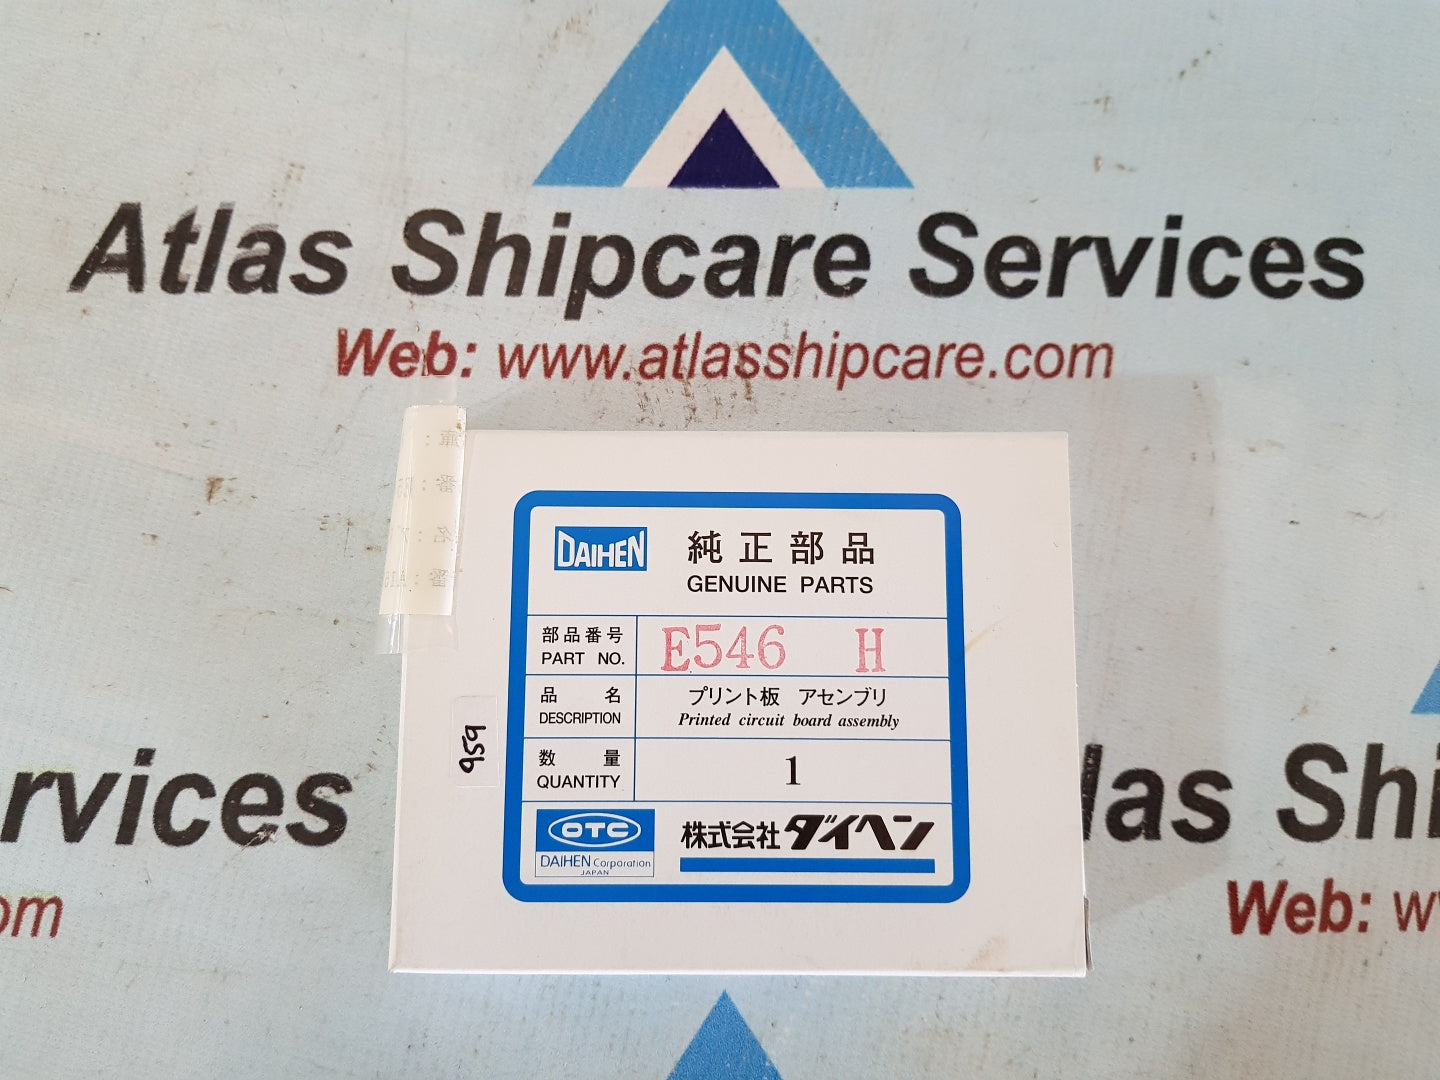 Atlas Shipcare Services
Web: www.atlasshipcare.com
DAIHEN
純正部品
GENUINE PARTS
部品番号
PART NO.
E546 H
品名
DESCRIPTION
プリント板 アセンブリ
Printed circuit board assembly
数量
QUANTITY
1
OTC
DAIHEN Corporation
JAPAN
株式会社 ダイヘン
959
rvices
om
las Shi
Web: w